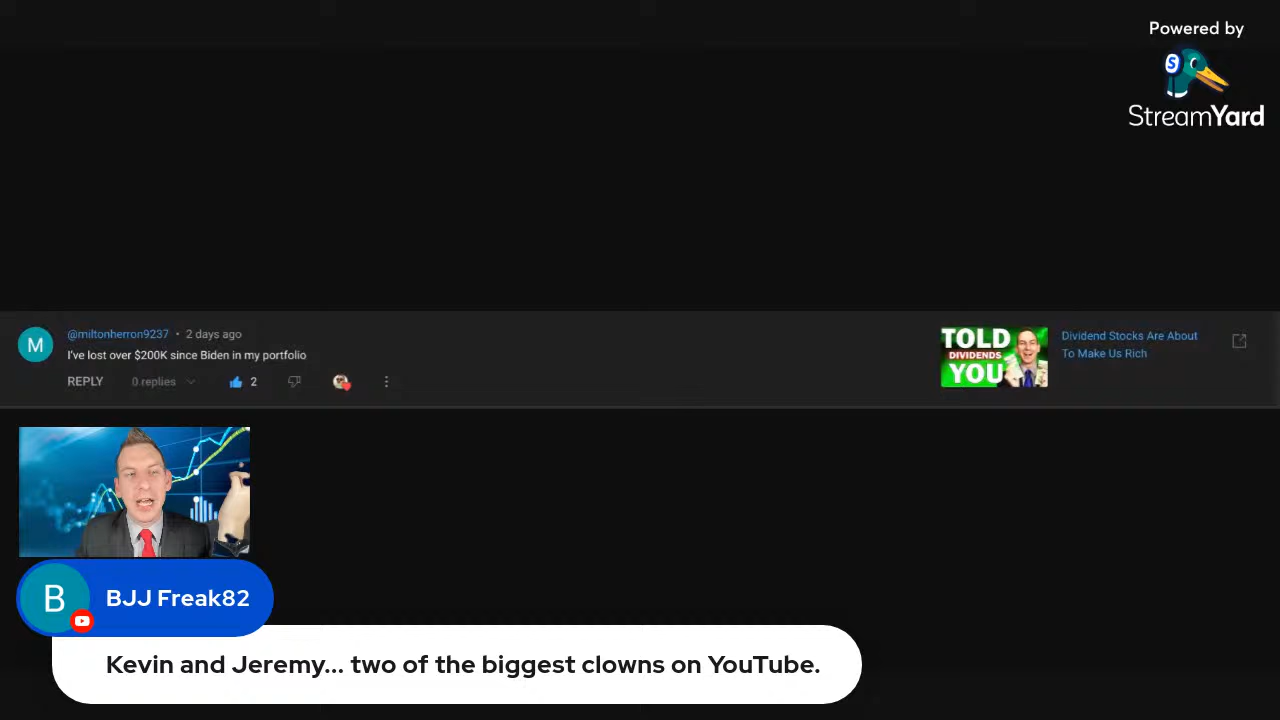 Powered by
S
StreamYard
M
@miltonherron9237 • 2 days ago
I've lost over $200K since Biden in my portfolio
REPLY 0 replies 2
TOLD
DIVIDENDS
YOU
Dividend Stocks Are About
To Make Us Rich
B
BJJ Freak82
Kevin and Jeremy... two of the biggest clowns on YouTube.